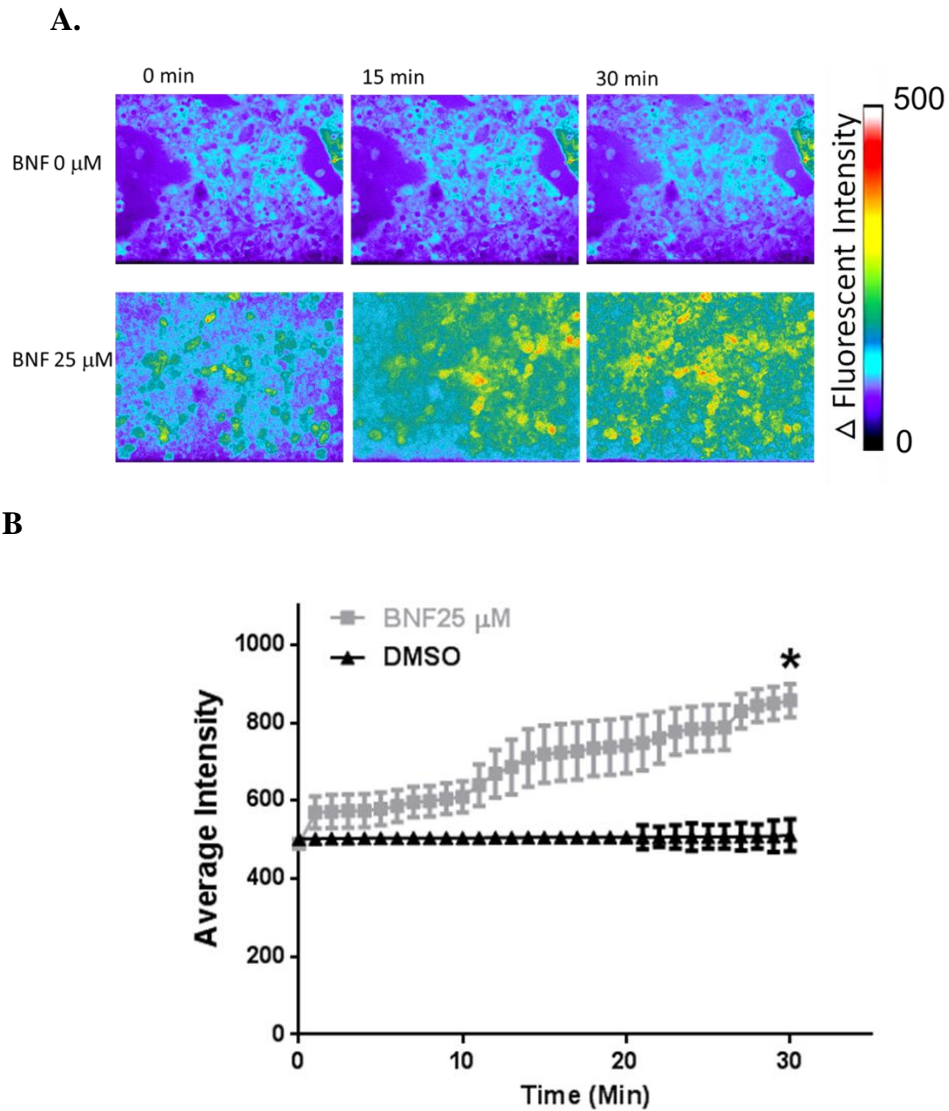 A.
0 min 15 min 30 min
BNF 0 μM
BNF 25 μM
500
Δ Fluorescent Intensity
0
B
BNF25 μM
DMSO
*
1000
800
600
400
200
0
Average Intensity
0 10 20 30
Time (Min)